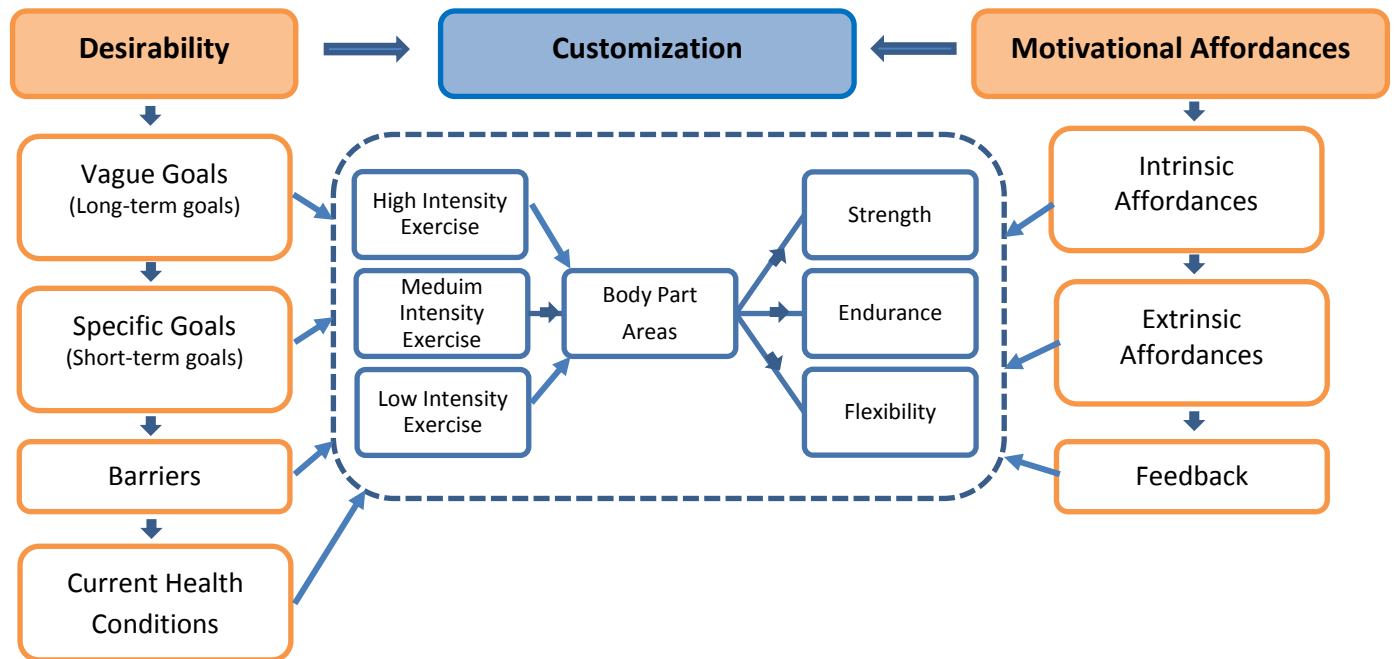 Desirability
Customization
Motivational Affordances
Vague Goals
(Long-term goals)
Specific Goals
(Short-term goals)
Barriers
Current Health
Conditions
High Intensity
Exercise
Meduim
Intensity
Exercise
Low Intensity
Exercise
Body Part
Areas
Strength
Endurance
Flexibility
Intrinsic
Affordances
Extrinsic
Affordances
Feedback